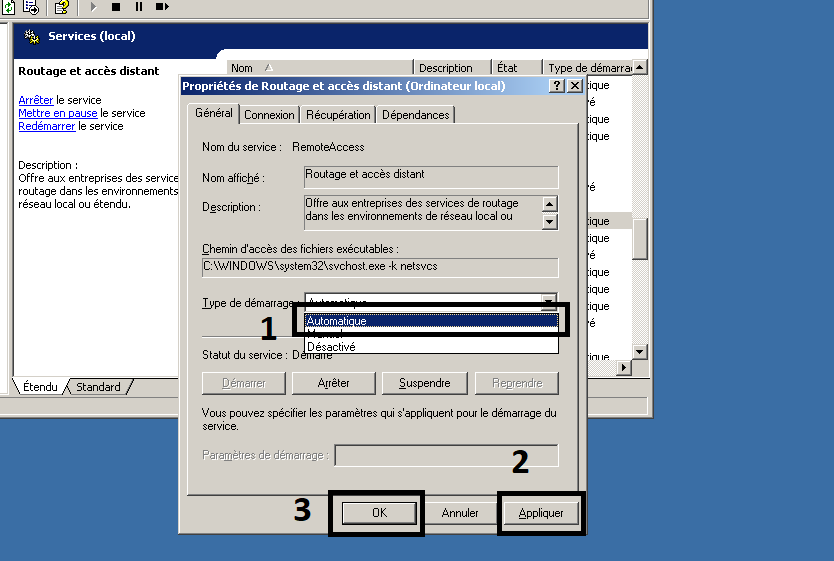 Services (local)
Routage et accès distant
Arrêter le service
Mettre en pause le service
Redémarrer le service
Description :
Offre aux entreprises des service
routage dans les environnements
réseau local ou étendu.
Nom
Description
État
Type de démarra
Propriétés de Routage et accès distant (Ordinateur local)
Général
Connexion
Récupération
Dépendances
Nom du service :
RemoteAccess
Nom affiché :
Routage et accès distant
Description :
Offre aux entreprises des services de routage
dans les environnements de réseau local ou
Chemin d'accès des fichiers exécutables :
C:\WINDOWS\system32\svchost.exe -k netsvcs
Type de démarrage :
Automatique
1
Automatique
Manuel
Désactivé
Statut du service :
Démarré
Démarrer
Arrêter
Suspendre
Reprendre
Vous pouvez spécifier les paramètres qui s'appliquent pour le démarrage du
service.
Paramètres de démarrage :
2
3
OK
Annuler
Appliquer
Étendu
Standard